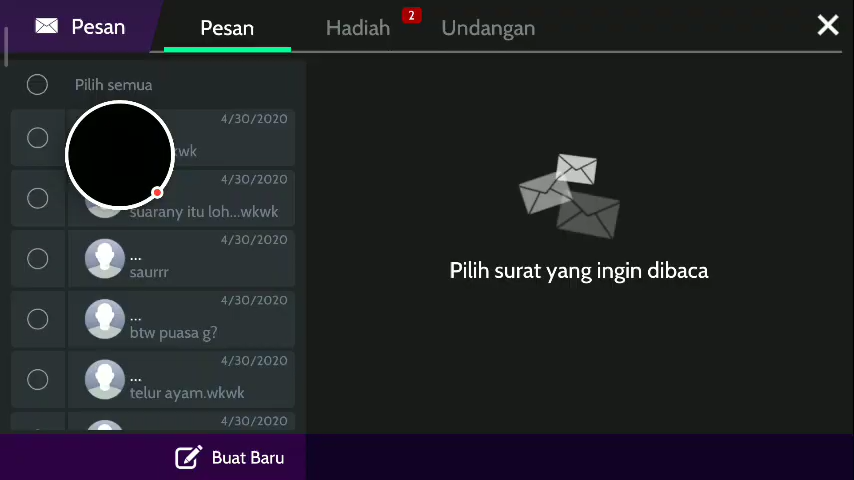 Pesan
Pesan
Hadiah
2
Undangan
Pilih semua
4/30/2020
4/30/2020
suarany itu loh...wkwk
4/30/2020
...
saurrr
4/30/2020
...
btw puasa g?
4/30/2020
...
telur ayam.wkwk
4/30/2020
Pilih surat yang ingin dibaca
Buat Baru